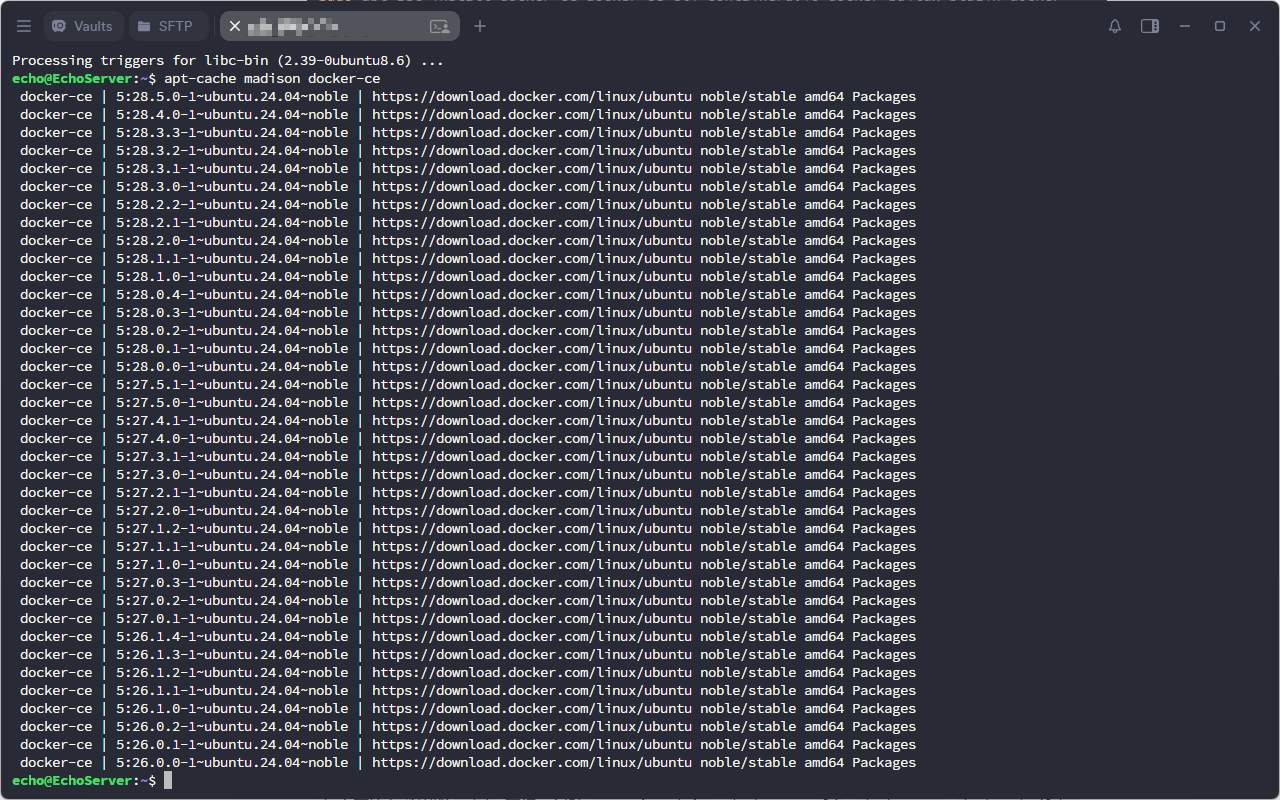 Vaults SFTP
Processing triggers for libc-bin (2.39-0ubuntu8.6) ...
echo@EchoServer:~$ apt-cache madison docker-ce
docker-ce | 5:28.5.0-1~ubuntu.24.04~noble | https://download.docker.com/linux/ubuntu noble/stable amd64 Packages
docker-ce | 5:28.4.0-1~ubuntu.24.04~noble | https://download.docker.com/linux/ubuntu noble/stable amd64 Packages
docker-ce | 5:28.3.3-1~ubuntu.24.04~noble | https://download.docker.com/linux/ubuntu noble/stable amd64 Packages
docker-ce | 5:28.3.2-1~ubuntu.24.04~noble | https://download.docker.com/linux/ubuntu noble/stable amd64 Packages
docker-ce | 5:28.3.1-1~ubuntu.24.04~noble | https://download.docker.com/linux/ubuntu noble/stable amd64 Packages
docker-ce | 5:28.3.0-1~ubuntu.24.04~noble | https://download.docker.com/linux/ubuntu noble/stable amd64 Packages
docker-ce | 5:28.2.2-1~ubuntu.24.04~noble | https://download.docker.com/linux/ubuntu noble/stable amd64 Packages
docker-ce | 5:28.2.1-1~ubuntu.24.04~noble | https://download.docker.com/linux/ubuntu noble/stable amd64 Packages
docker-ce | 5:28.2.0-1~ubuntu.24.04~noble | https://download.docker.com/linux/ubuntu noble/stable amd64 Packages
docker-ce | 5:28.1.1-1~ubuntu.24.04~noble | https://download.docker.com/linux/ubuntu noble/stable amd64 Packages
docker-ce | 5:28.1.0-1~ubuntu.24.04~noble | https://download.docker.com/linux/ubuntu noble/stable amd64 Packages
docker-ce | 5:28.0.4-1~ubuntu.24.04~noble | https://download.docker.com/linux/ubuntu noble/stable amd64 Packages
docker-ce | 5:28.0.3-1~ubuntu.24.04~noble | https://download.docker.com/linux/ubuntu noble/stable amd64 Packages
docker-ce | 5:28.0.2-1~ubuntu.24.04~noble | https://download.docker.com/linux/ubuntu noble/stable amd64 Packages
docker-ce | 5:28.0.1-1~ubuntu.24.04~noble | https://download.docker.com/linux/ubuntu noble/stable amd64 Packages
docker-ce | 5:28.0.0-1~ubuntu.24.04~noble | https://download.docker.com/linux/ubuntu noble/stable amd64 Packages
docker-ce | 5:27.5.1-1~ubuntu.24.04~noble | https://download.docker.com/linux/ubuntu noble/stable amd64 Packages
docker-ce | 5:27.5.0-1~ubuntu.24.04~noble | https://download.docker.com/linux/ubuntu noble/stable amd64 Packages
docker-ce | 5:27.4.1-1~ubuntu.24.04~noble | https://download.docker.com/linux/ubuntu noble/stable amd64 Packages
docker-ce | 5:27.4.0-1~ubuntu.24.04~noble | https://download.docker.com/linux/ubuntu noble/stable amd64 Packages
docker-ce | 5:27.3.1-1~ubuntu.24.04~noble | https://download.docker.com/linux/ubuntu noble/stable amd64 Packages
docker-ce | 5:27.3.0-1~ubuntu.24.04~noble | https://download.docker.com/linux/ubuntu noble/stable amd64 Packages
docker-ce | 5:27.2.1-1~ubuntu.24.04~noble | https://download.docker.com/linux/ubuntu noble/stable amd64 Packages
docker-ce | 5:27.2.0-1~ubuntu.24.04~noble | https://download.docker.com/linux/ubuntu noble/stable amd64 Packages
docker-ce | 5:27.1.2-1~ubuntu.24.04~noble | https://download.docker.com/linux/ubuntu noble/stable amd64 Packages
docker-ce | 5:27.1.1-1~ubuntu.24.04~noble | https://download.docker.com/linux/ubuntu noble/stable amd64 Packages
docker-ce | 5:27.1.0-1~ubuntu.24.04~noble | https://download.docker.com/linux/ubuntu noble/stable amd64 Packages
docker-ce | 5:27.0.3-1~ubuntu.24.04~noble | https://download.docker.com/linux/ubuntu noble/stable amd64 Packages
docker-ce | 5:27.0.2-1~ubuntu.24.04~noble | https://download.docker.com/linux/ubuntu noble/stable amd64 Packages
docker-ce | 5:27.0.1-1~ubuntu.24.04~noble | https://download.docker.com/linux/ubuntu noble/stable amd64 Packages
docker-ce | 5:26.1.4-1~ubuntu.24.04~noble | https://download.docker.com/linux/ubuntu noble/stable amd64 Packages
docker-ce | 5:26.1.3-1~ubuntu.24.04~noble | https://download.docker.com/linux/ubuntu noble/stable amd64 Packages
docker-ce | 5:26.1.2-1~ubuntu.24.04~noble | https://download.docker.com/linux/ubuntu noble/stable amd64 Packages
docker-ce | 5:26.1.1-1~ubuntu.24.04~noble | https://download.docker.com/linux/ubuntu noble/stable amd64 Packages
docker-ce | 5:26.1.0-1~ubuntu.24.04~noble | https://download.docker.com/linux/ubuntu noble/stable amd64 Packages
docker-ce | 5:26.0.2-1~ubuntu.24.04~noble | https://download.docker.com/linux/ubuntu noble/stable amd64 Packages
docker-ce | 5:26.0.1-1~ubuntu.24.04~noble | https://download.docker.com/linux/ubuntu noble/stable amd64 Packages
docker-ce | 5:26.0.0-1~ubuntu.24.04~noble | https://download.docker.com/linux/ubuntu noble/stable amd64 Packages
echo@EchoServer:~$